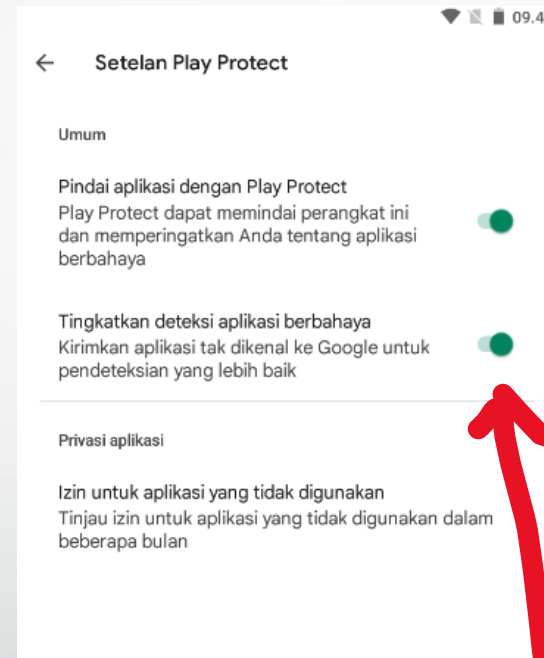 09.4
Setelan Play Protect
Umum
Pindai aplikasi dengan Play Protect
Play Protect dapat memindai perangkat ini
dan memperingatkan Anda tentang aplikasi
berbahaya
Tingkatkan deteksi aplikasi berbahaya
Kirimkan aplikasi tak dikenal ke Google untuk
pendeteksian yang lebih baik
Privasi aplikasi
Izin untuk aplikasi yang tidak digunakan
Tinjau izin untuk aplikasi yang tidak digunakan dalam
beberapa bulan